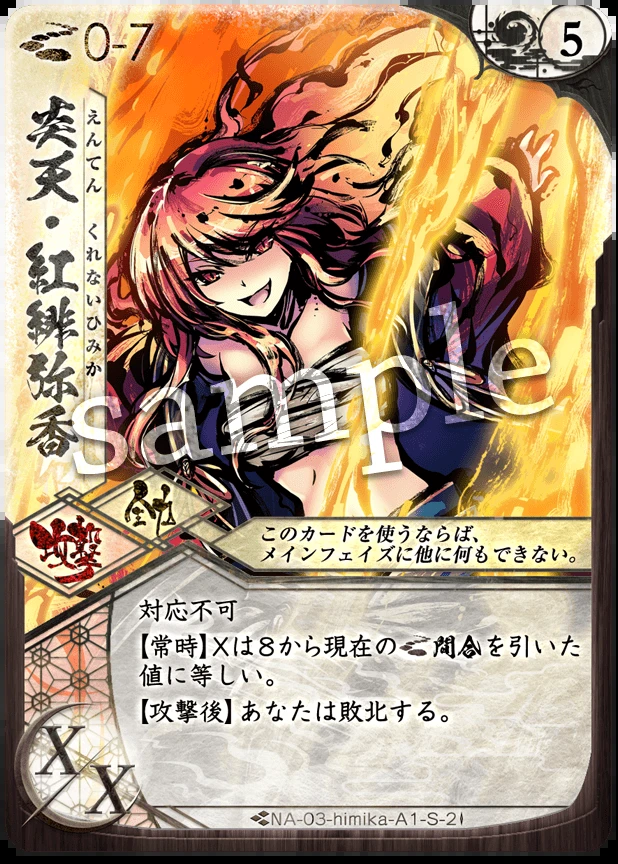 0-7
5
炎天・紅緋弥香
えんてん くれないひみか
sample
攻撃
全力
このカードを使うならば、
メインフェイズに他に何もできない。
対応不可
【常時】Xは8から現在の間合を引いた
値に等しい。
【攻撃後】あなたは敗北する。
X/X
NA-03-himika-A1-S-2